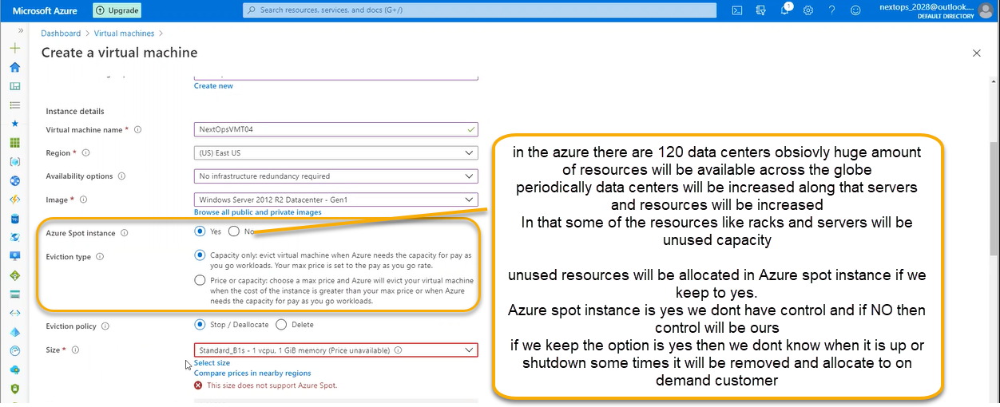 Microsoft Azure
Upgrade
Search resources, services, and docs (G+/)
1
nextops_2028@outlook....
DEFAULT DIRECTORY
Dashboard > Virtual machines >
Create a virtual machine
Create new
Instance details
Virtual machine name *
NextOpsVMT04
Region *
(US) East US
Availability options
No infrastructure redundancy required
Image *
Windows Server 2012 R2 Datacenter - Gen1
Browse all public and private images
Azure Spot instance
Yes No
Eviction type
Capacity only: evict virtual machine when Azure needs the capacity for pay as
you go workloads. Your max price is set to the pay as you go rate.
Price or capacity: choose a max price and Azure will evict your virtual machine
when the cost of the instance is greater than your max price or when Azure
needs the capacity for pay as you go workloads.
Eviction policy
Stop / Deallocate Delete
Size *
Standard_B1s - 1 vcpu, 1 GiB memory (Price unavailable)
Select size
Compare prices in nearby regions
This size does not support Azure Spot.
in the azure there are 120 data centers obsiovly huge amount
of resources will be available across the globe
periodically data centers will be increased along that servers
and resources will be increased
In that some of the resources like racks and servers will be
unused capacity
unused resources will be allocated in Azure spot instance if we
keep to yes.
Azure spot instance is yes we dont have control and if NO then
control will be ours
if we keep the option is yes then we dont know when it is up or
shutdown some times it will be removed and allocate to on
demand customer